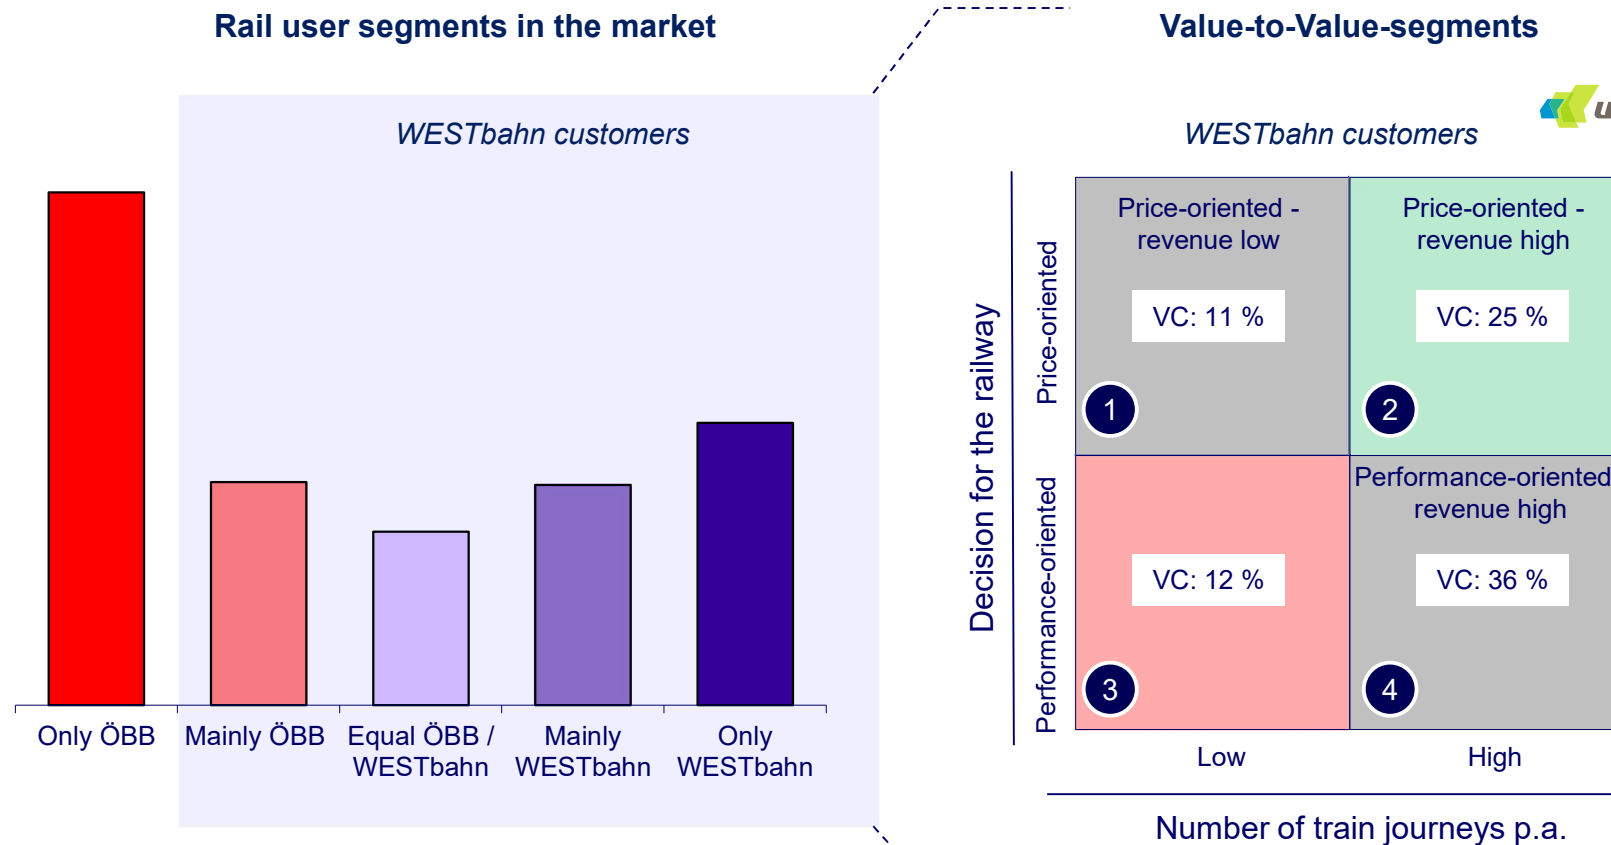 Rail user segments in the market
WESTbahn customers
Only ÖBB
Mainly ÖBB
Equal ÖBB /
WESTbahn
Mainly
WESTbahn
Only
WESTbahn
Value-to-Value-segments
WESTbahn customers
Decision for the railway
Price-oriented
Performance-oriented
Price-oriented -
revenue low
VC: 11 %
1
Price-oriented -
revenue high
VC: 25 %
2
VC: 12 %
3
Performance-oriented
revenue high
VC: 36 %
4
Low
High
Number of train journeys p.a.